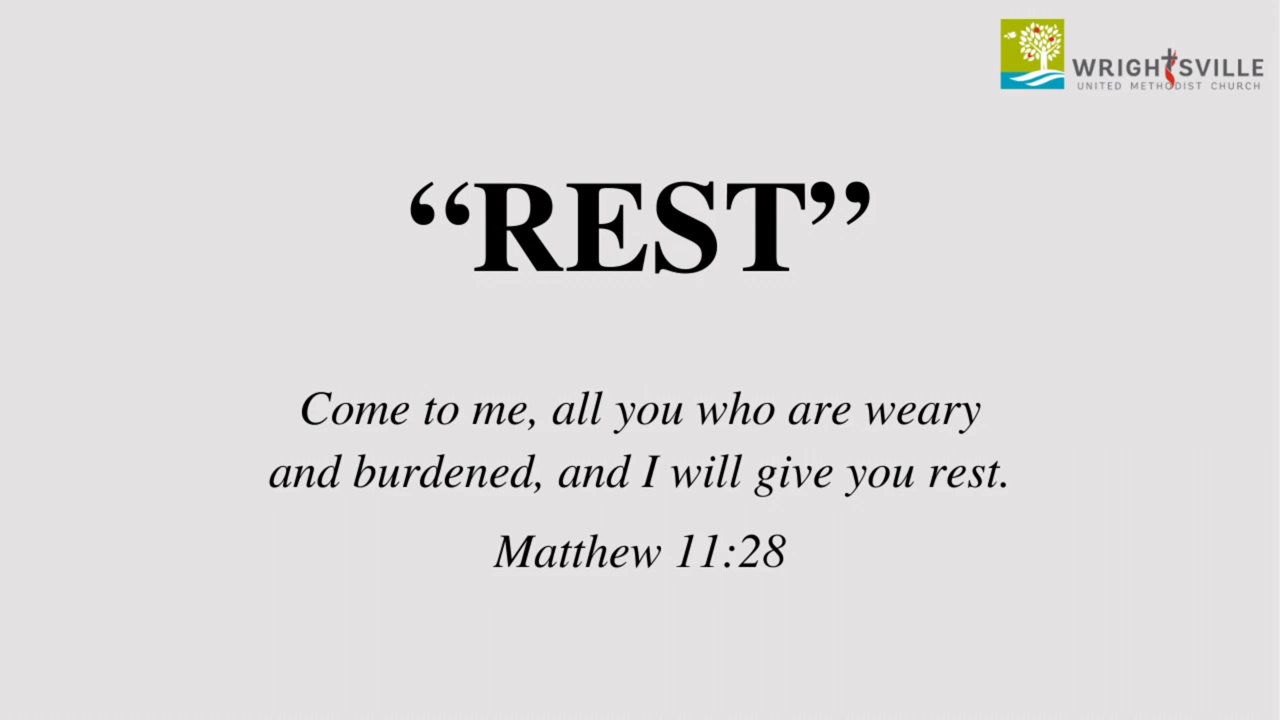 WRIGHTSVILLE
UNITED METHODIST CHURCH
“REST”
Come to me, all you who are weary
and burdened, and I will give you rest.
Matthew 11:28